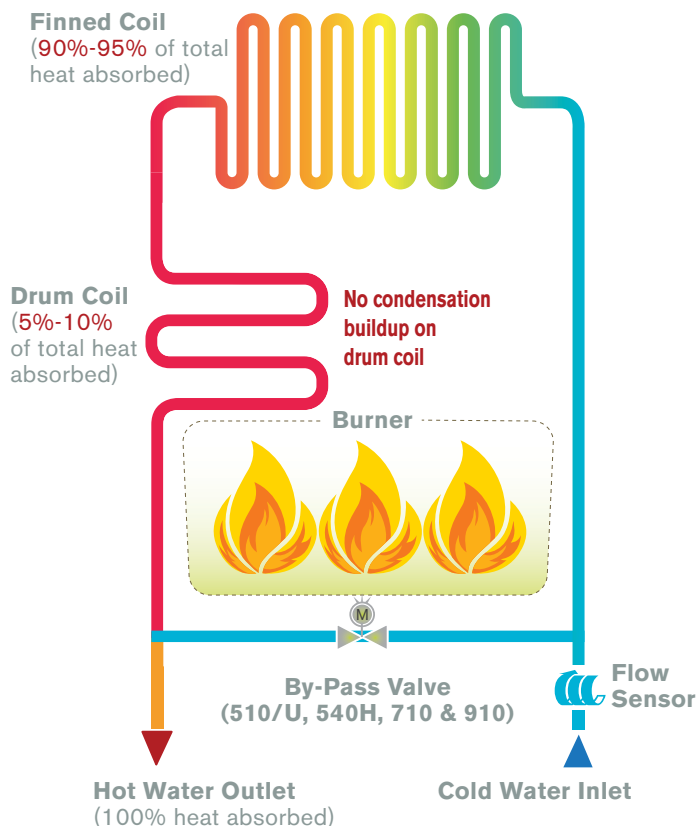 Finned Coil
(90%-95% of total
heat absorbed)
Drum Coil
(5%-10%
of total heat
absorbed)
No condensation
buildup on
drum coil
Burner
M
By-Pass Valve
(510/U, 540H, 710 & 910)
Flow
Sensor
Hot Water Outlet
(100% heat absorbed)
Cold Water Inlet